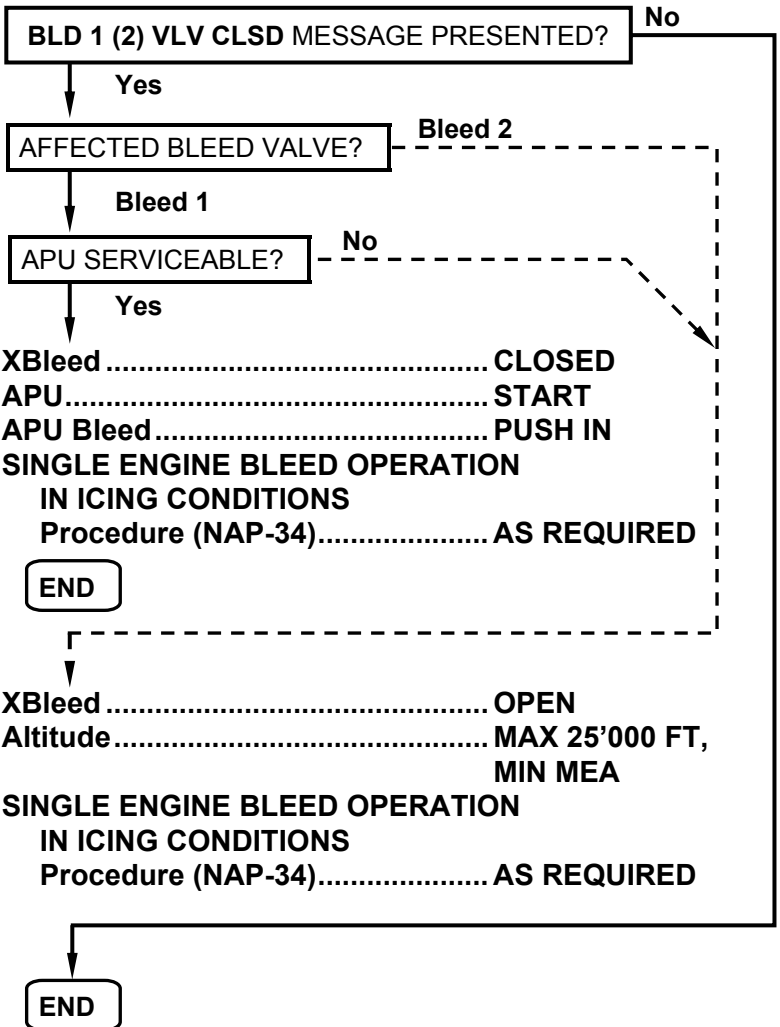 BLD 1 (2) VLV CLSD MESSAGE PRESENTED?
No
Yes
AFFECTED BLEED VALVE?
Bleed 2
Bleed 1
APU SERVICEABLE?
No
Yes
XBleed ................................................ CLOSED
APU..................................................... START
APU Bleed.......................................... PUSH IN
SINGLE ENGINE BLEED OPERATION
IN ICING CONDITIONS
Procedure (NAP-34)..................... AS REQUIRED
END
XBleed ................................................ OPEN
Altitude............................................... MAX 25'000 FT,
MIN MEA
SINGLE ENGINE BLEED OPERATION
IN ICING CONDITIONS
Procedure (NAP-34)..................... AS REQUIRED
END